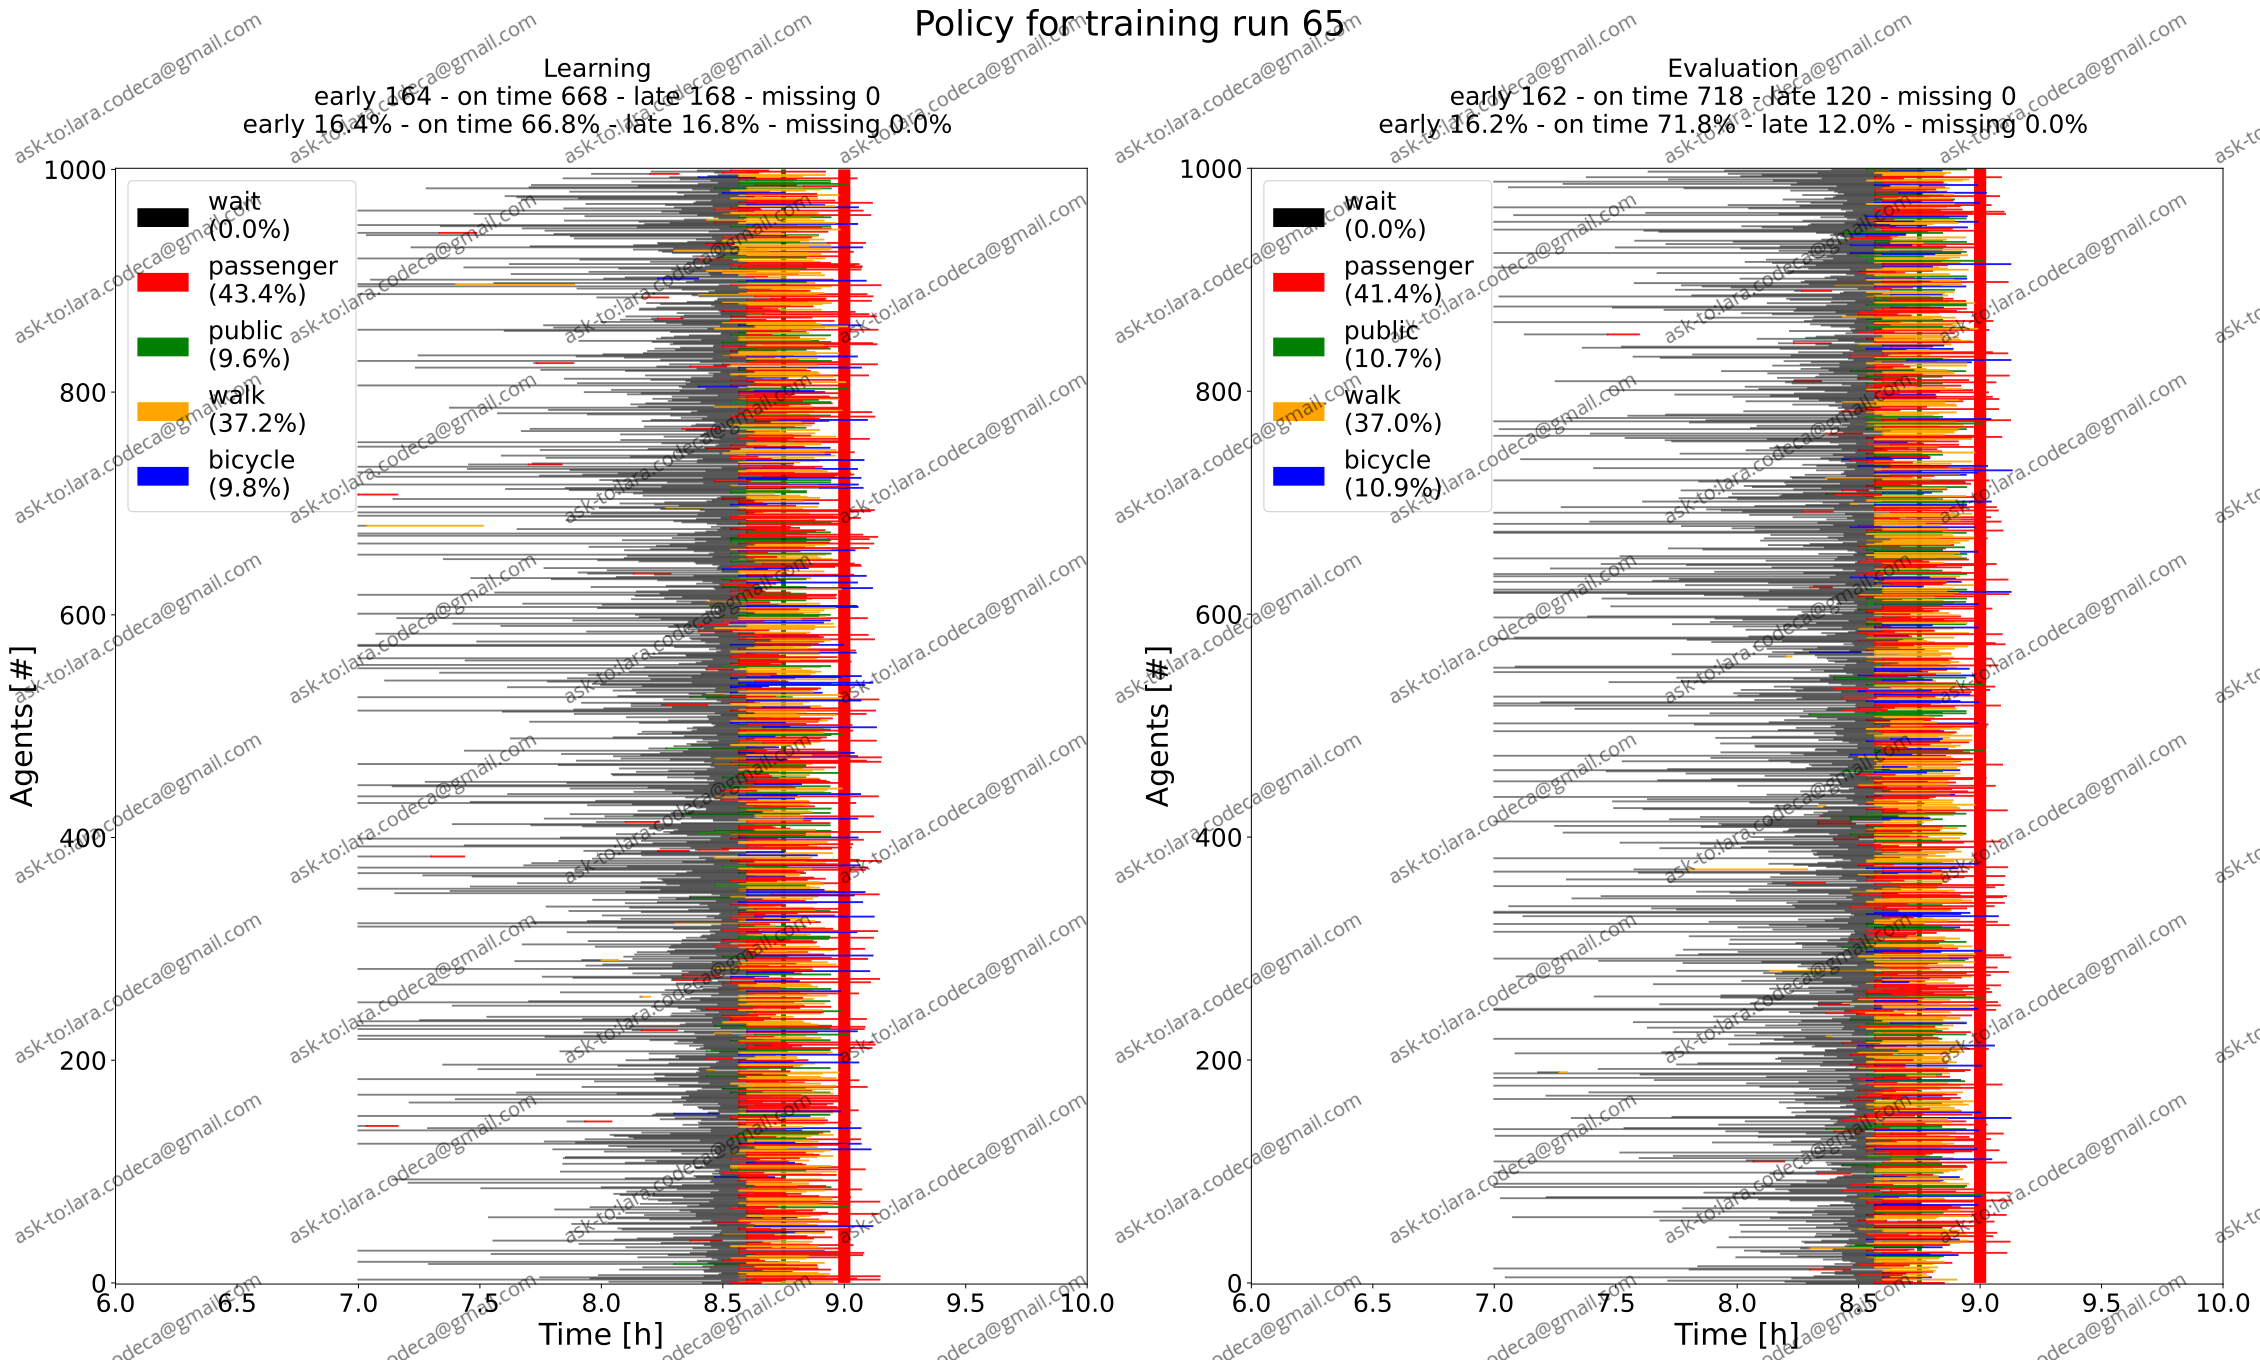 Policy for training run 65
Learning
early 164 - on time 668 - late 168 - missing 0
early 16.4% - on time 66.8% - late 16.8% - missing 0.0%
1000
800
600
400
200
0
Agents [#]
wait
(0.0%)
passenger
(43.4%)
public
(9.6%)
walk
(37.2%)
bicycle
(9.8%)
6.0 6.5 7.0 7.5 8.0 8.5 9.0 9.5 10.0
Time [h]
Evaluation
early 162 - on time 718 - late 120 - missing 0
early 16.2% - on time 71.8% - late 12.0% - missing 0.0%
1000
800
600
400
200
0
Agents [#]
wait
(0.0%)
passenger
(41.4%)
public
(10.7%)
walk
(37.0%)
bicycle
(10.9%)
6.0 6.5 7.0 7.5 8.0 8.5 9.0 9.5 10.0
Time [h]
ask-to:lara.codeca@gmail.com